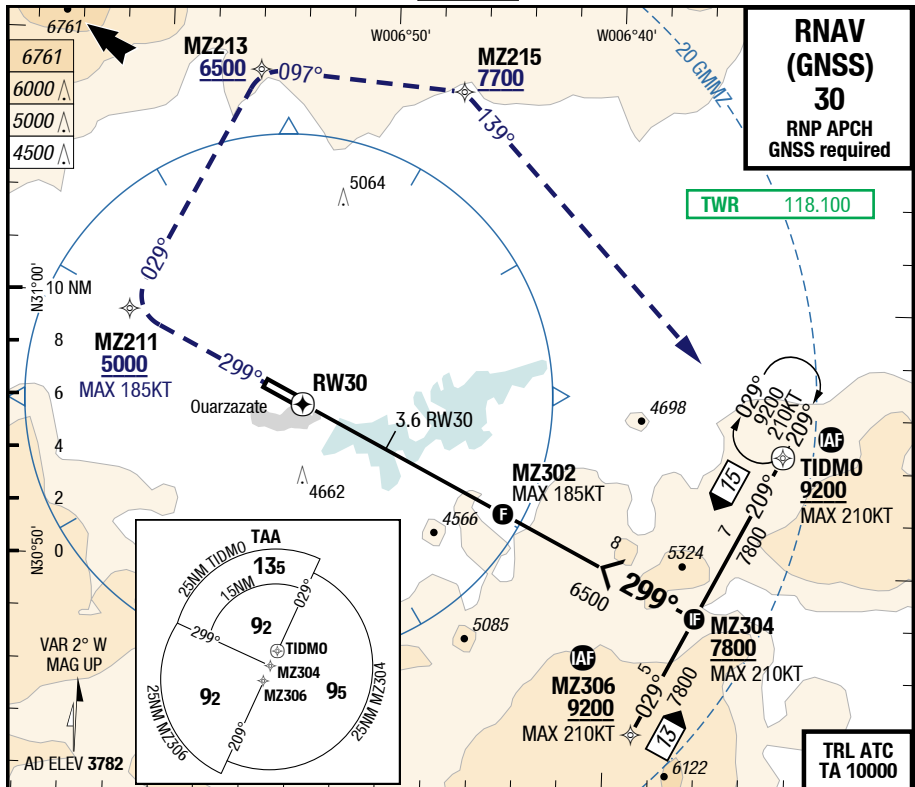 6761
6761
6000
5000
4500
MZ213
6500
097°
MZ215
7700
139°
W006°50'
W006°40'
20 GMMZ
RNAV
(GNSS)
30
RNP APCH
GNSS required
TWR 118.100
5064
029°
N31°00'
10 NM
8
6
4
2
0
N30°50'
MZ211
5000
MAX 185KT
299°
RW30
Ouarzazate
3.6 RW30
4662
4698
MZ302
MAX 185KT
F
4566
8
6500
299°
5324
5085
029°
9200
210KT
209°
IAF
TIDMO
9200
MAX 210KT
15
209°
7
7800
IF
MZ304
7800
MAX 210KT
IAF
MZ306
9200
MAX 210KT
5
029°
7800
13
6122
TAA
25NM TIDMO
135
15NM
029°
299°
92
TIDMO
MZ304
MZ306
92
95
209°
25NM MZ306
25NM MZ304
VAR 2° W
MAG UP
AD ELEV 3782
TRL ATC
TA 10000